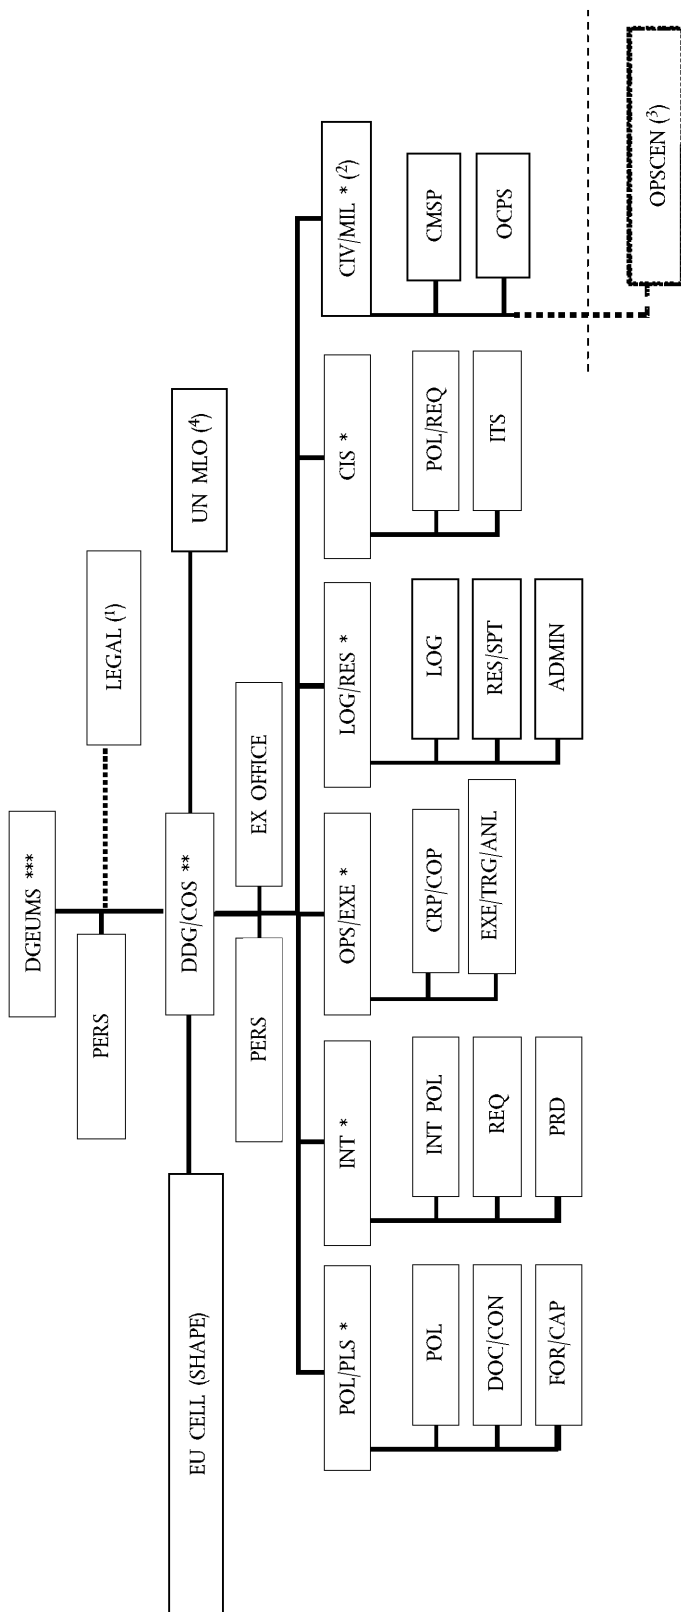 DGEUMS ***
PERS
LEGAL (¹)
EU CELL (SHAPE)
DDG/COS **
UN MLO (⁴)
PERS
EX OFFICE
POL/PLS *
POL
DOC/CON
FOR/CAP
INT *
INT POL
REQ
PRD
OPS/EXE *
CRP/COP
EXE/TRG/ANL
LOG/RES *
LOG
RES/SPT
ADMIN
CIS *
POL/REQ
ITS
CIV/MIL * (²)
CMSP
OCPS
OPSCEN (³)